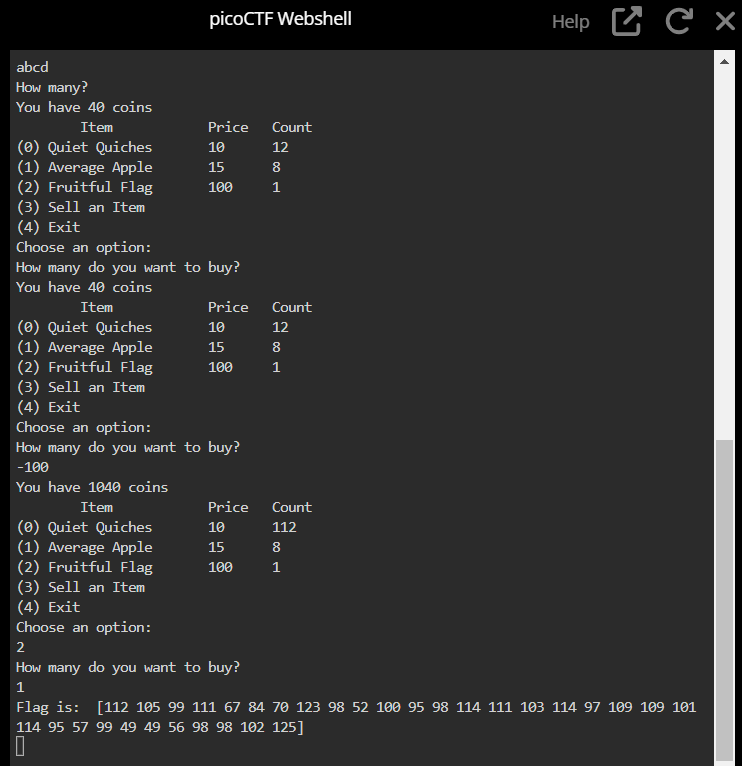 picoCTF Webshell
Help
abcd
How many?
You have 40 coins
Item Price Count
(0) Quiet Quiches 10 12
(1) Average Apple 15 8
(2) Fruitful Flag 100 1
(3) Sell an Item
(4) Exit
Choose an option:
How many do you want to buy?
You have 40 coins
Item Price Count
(0) Quiet Quiches 10 12
(1) Average Apple 15 8
(2) Fruitful Flag 100 1
(3) Sell an Item
(4) Exit
Choose an option:
How many do you want to buy?
-100
You have 1040 coins
Item Price Count
(0) Quiet Quiches 10 112
(1) Average Apple 15 8
(2) Fruitful Flag 100 1
(3) Sell an Item
(4) Exit
Choose an option:
2
How many do you want to buy?
1
Flag is: [112 105 99 111 67 84 70 123 98 52 100 95 98 114 111 103 114 97 109 109 101
114 95 57 99 49 49 56 98 98 102 125]